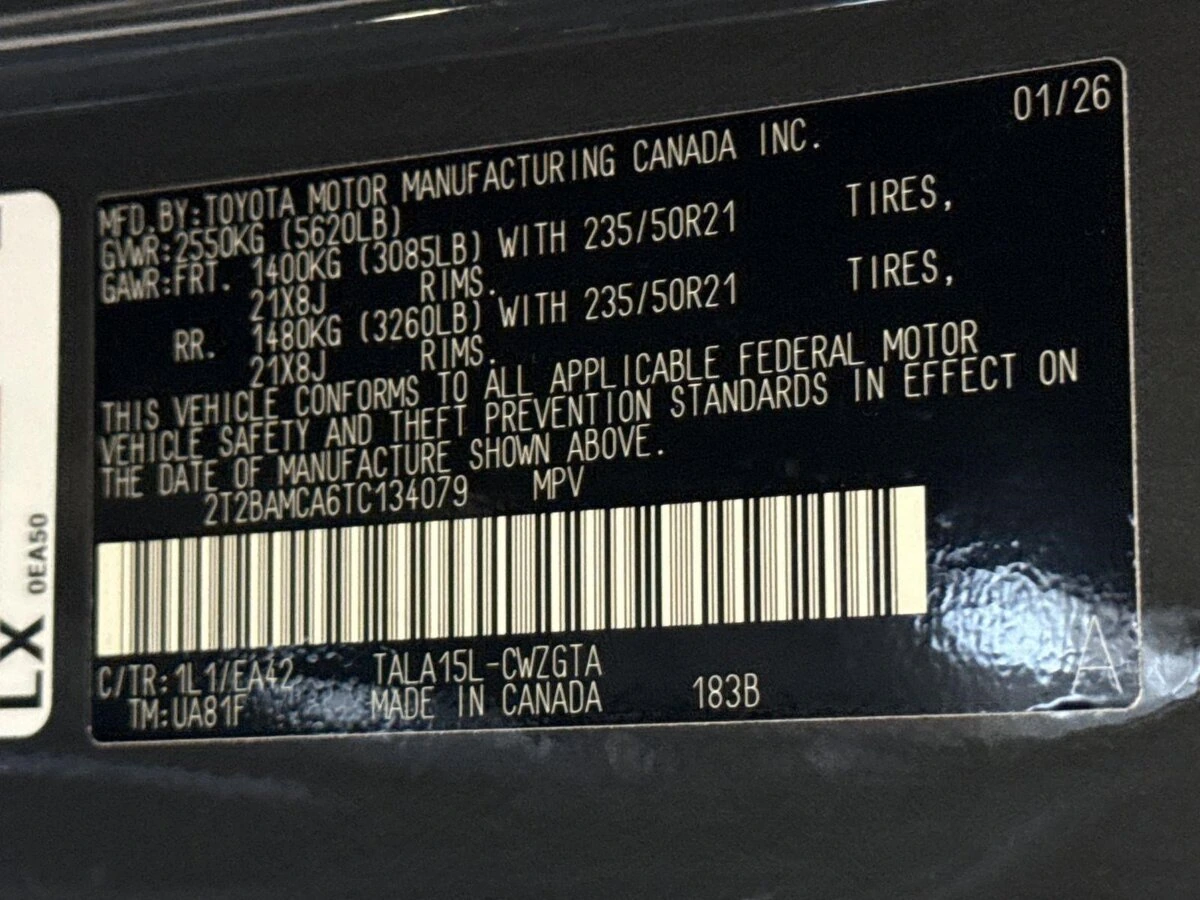 01/26
MFD.BY:TOYOTA MOTOR MANUFACTURING CANADA INC.
GVWR:2550KG (5620LB)
GAWR:FRT. 1400KG (3085LB) WITH 235/50R21 TIRES,
21X8J RIMS.
RR. 1480KG (3260LB) WITH 235/50R21 TIRES,
21X8J RIMS.
THIS VEHICLE CONFORMS TO ALL APPLICABLE FEDERAL MOTOR
VEHICLE SAFETY AND THEFT PREVENTION STANDARDS IN EFFECT ON
THE DATE OF MANUFACTURE SHOWN ABOVE.
2T2BAMCA6TC134079 MPV
C/TR:1L1/EA42 TALA15L-CWZGTA
TM:UA81F MADE IN CANADA 183B
A
LX 0EA50